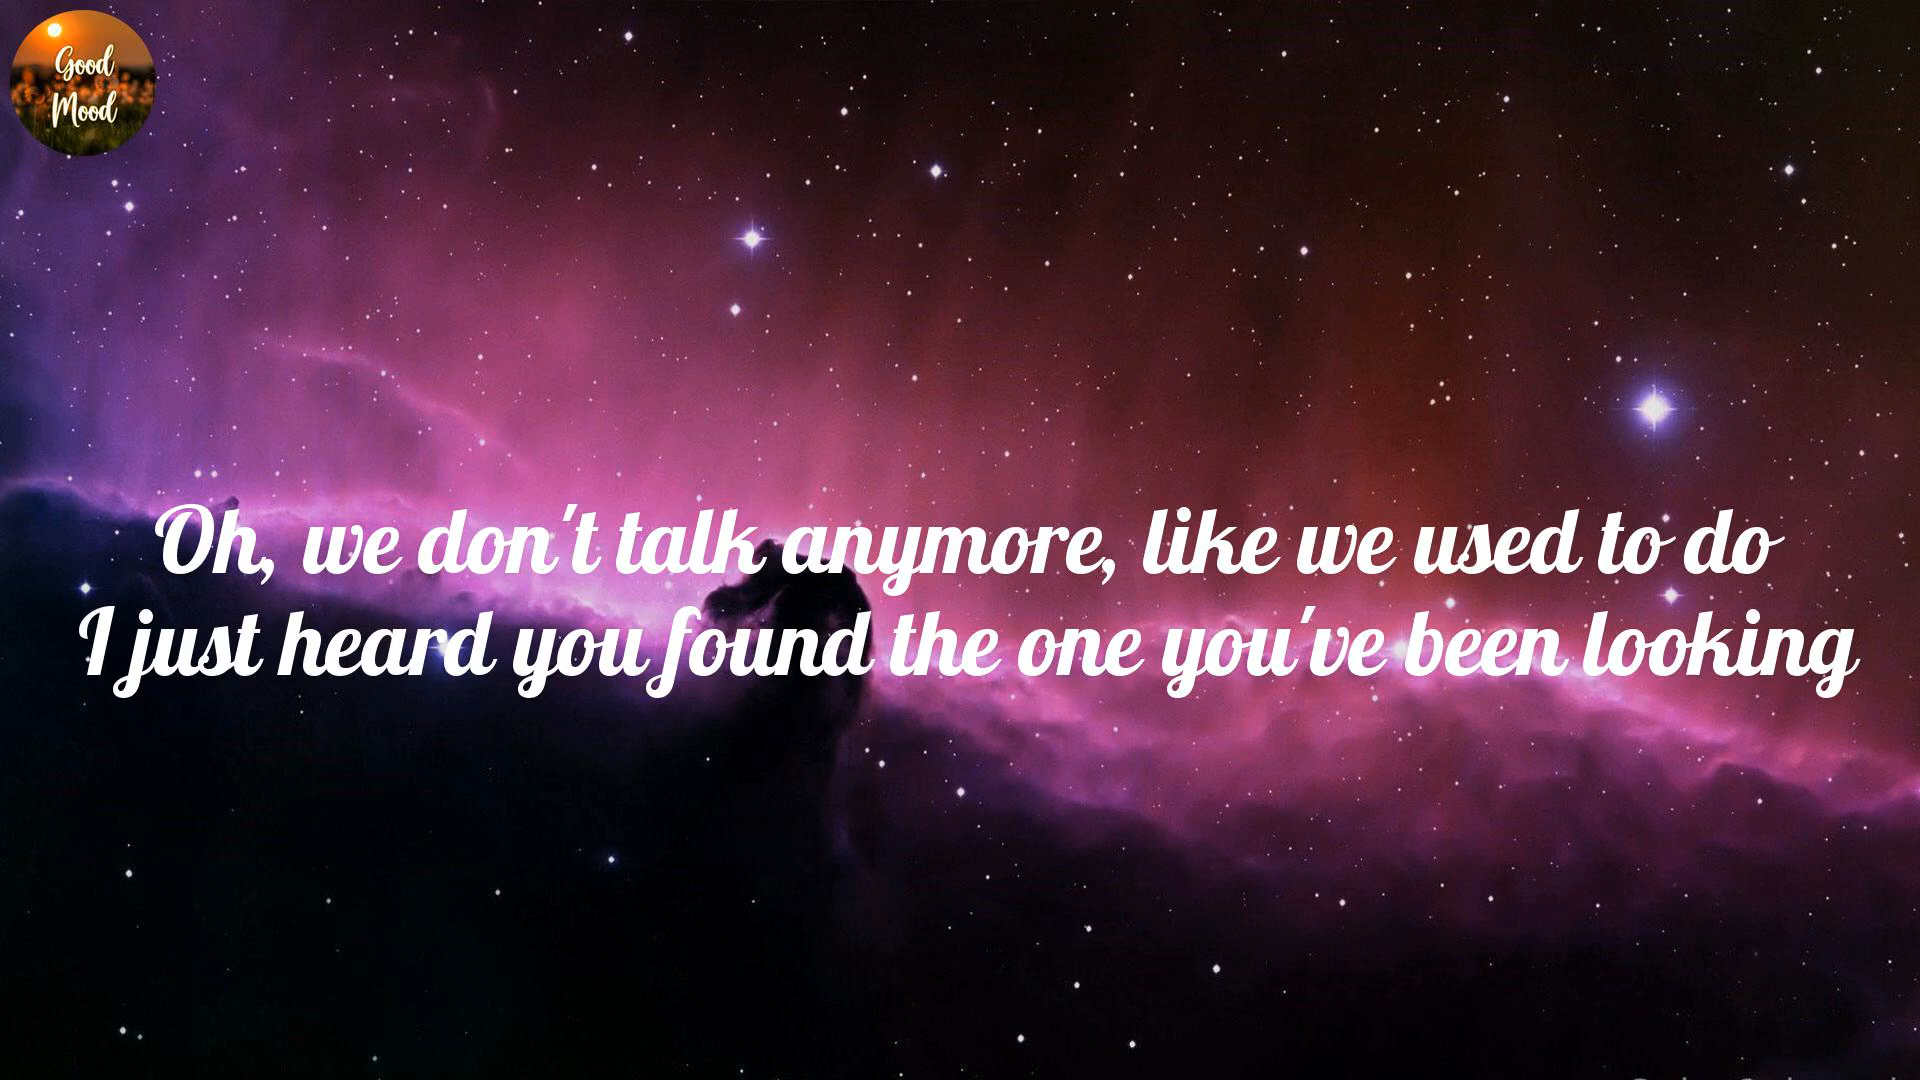 Good
Mood
Oh, we don't talk anymore, like we used to do
I just heard you found the one you've been looking